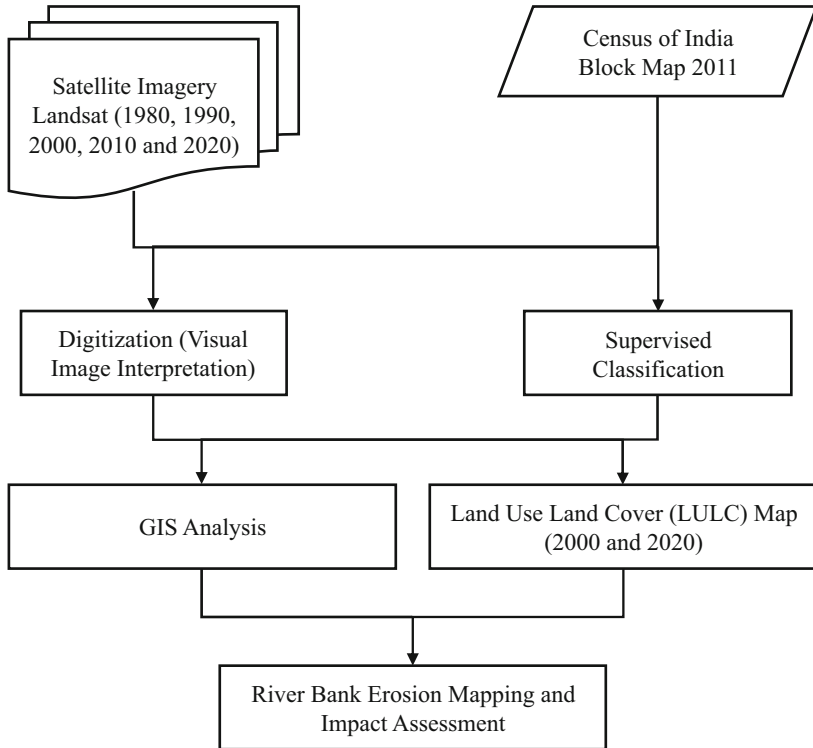 Satellite Imagery
Landsat (1980, 1990,
2000, 2010 and 2020)
Census of India
Block Map 2011
Digitization (Visual
Image Interpretation)
Supervised
Classification
GIS Analysis
Land Use Land Cover (LULC) Map
(2000 and 2020)
River Bank Erosion Mapping and
Impact Assessment